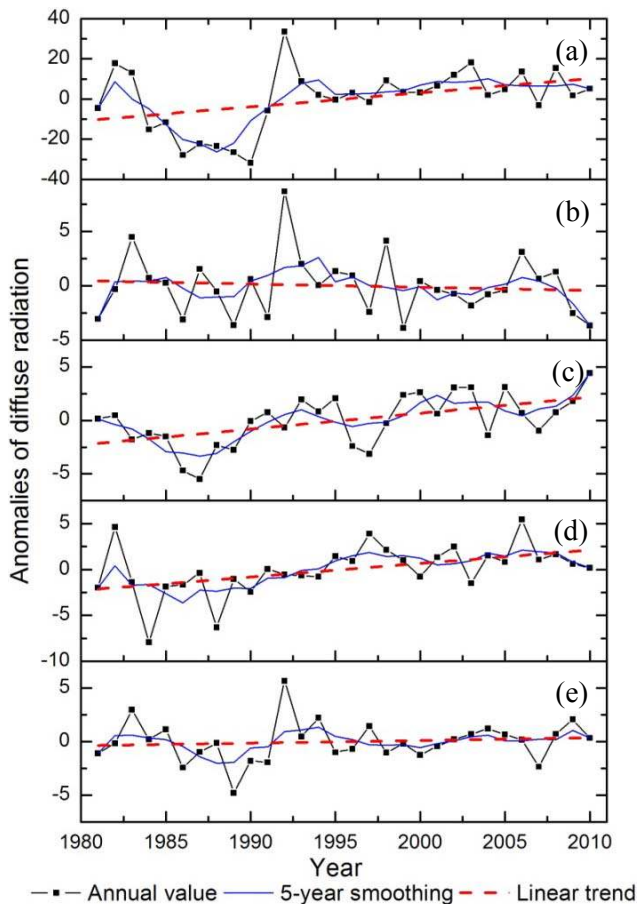 40
20
0
-20
-40
(a)
5
0
-5
(b)
5
0
-5
(c)
5
0
-5
-10
(d)
5
0
-5
(e)
Anomalies of diffuse radiation
1980 1985 1990 1995 2000 2005 2010
Year
Annual value 5-year smoothing Linear trend